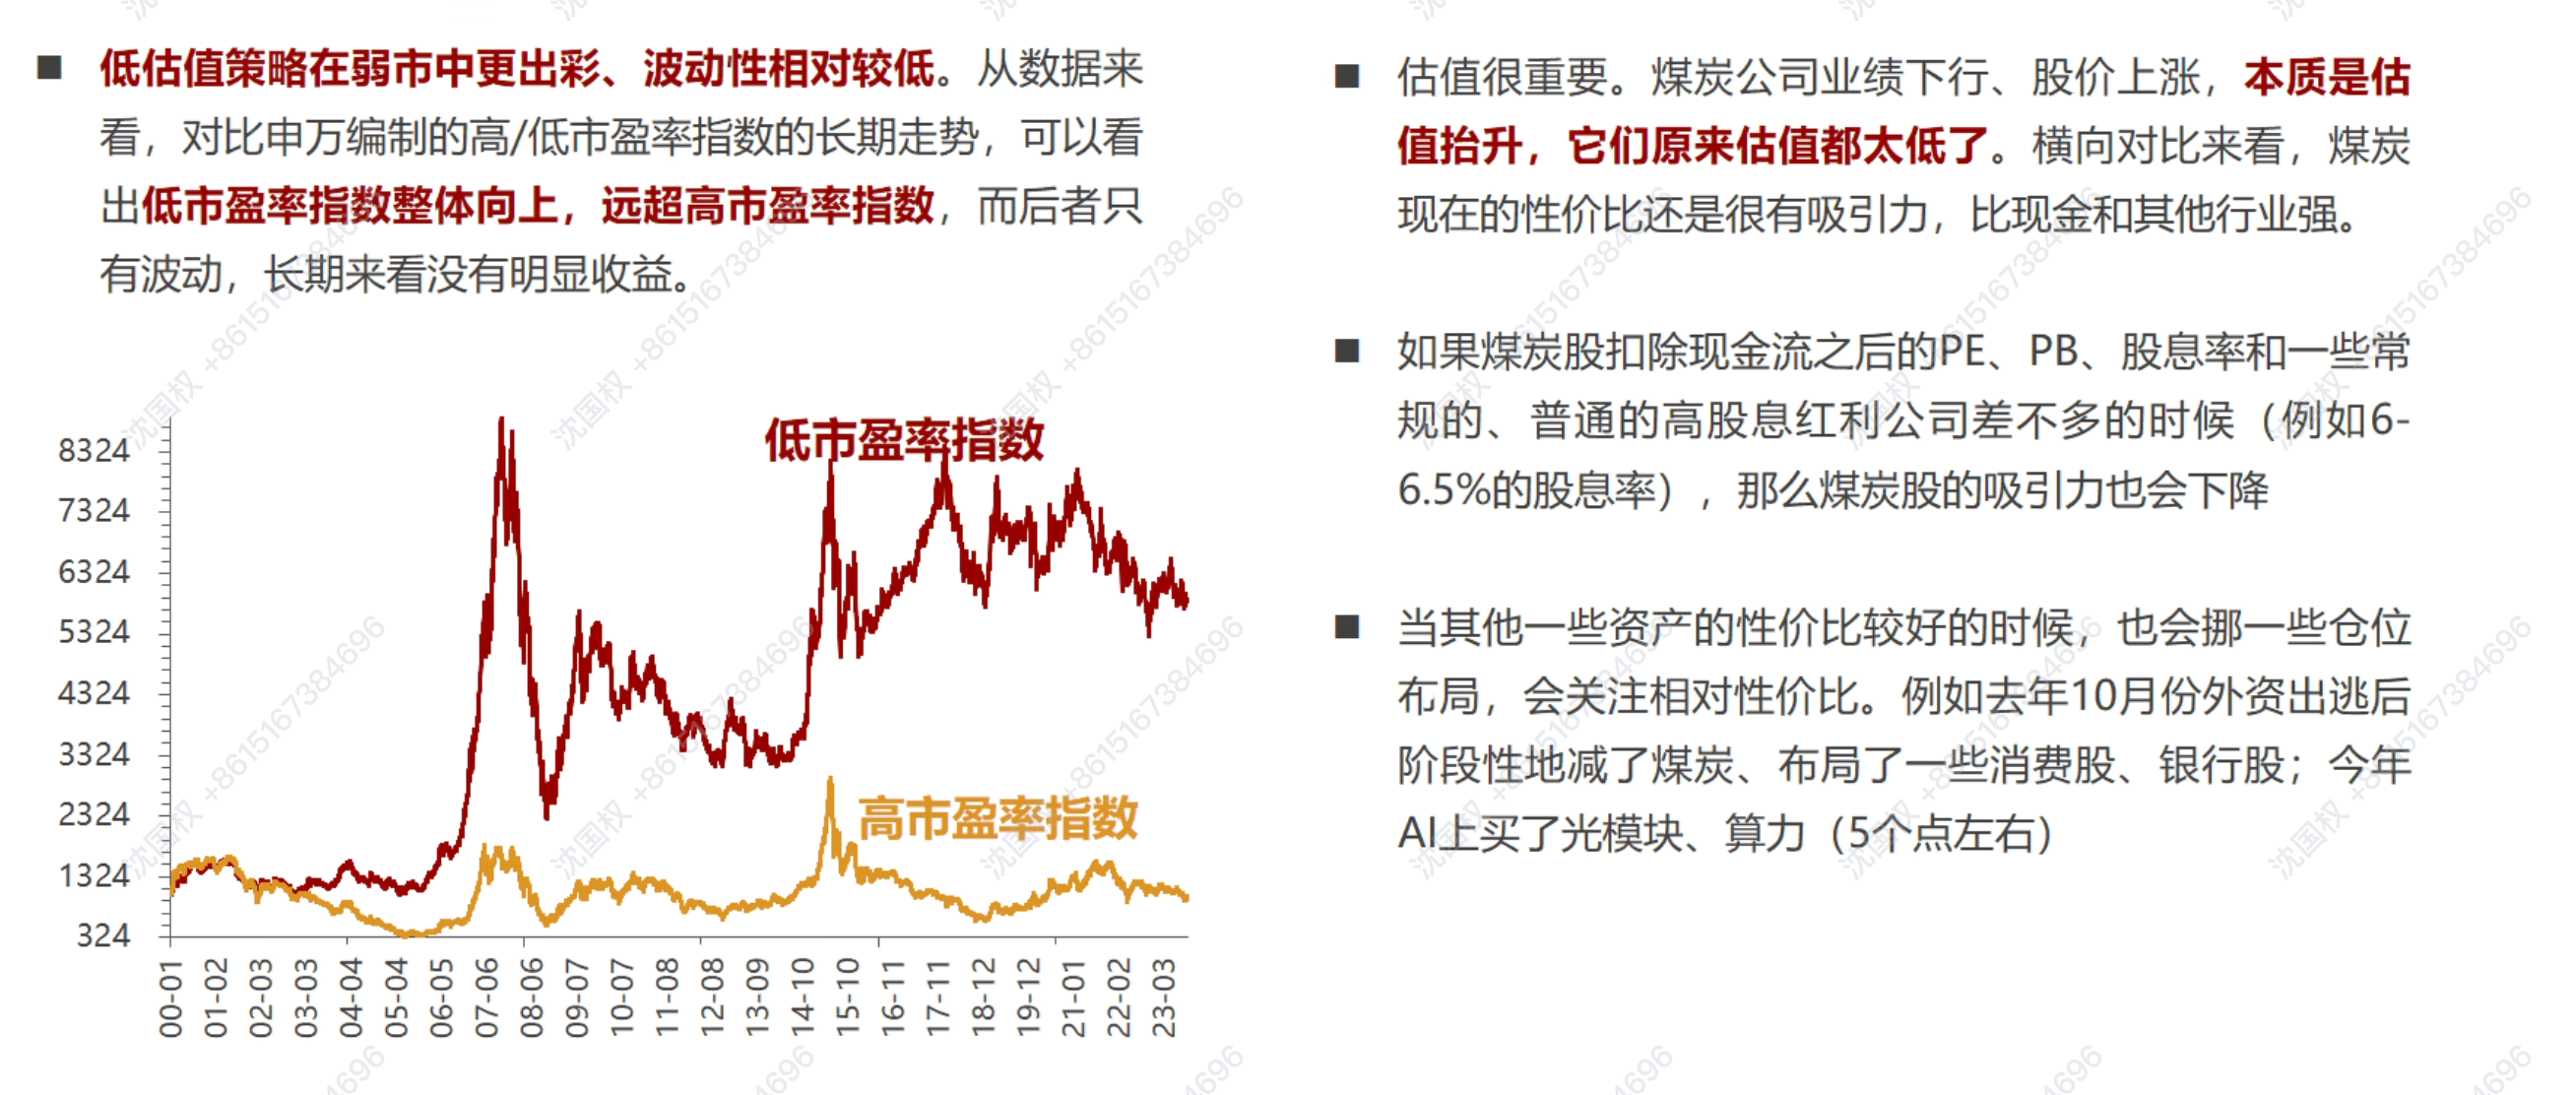 ■ 低估值策略在弱市中更出彩、波动性相对较低。从数据来
看，对比申万编制的高/低市盈率指数的长期走势，可以看
出低市盈率指数整体向上，远超高市盈率指数，而后者只
有波动，长期来看没有明显收益。
低市盈率指数
高市盈率指数
8324
7324
6324
5324
4324
3324
2324
1324
324
00-01
01-02
02-03
03-03
04-04
05-04
06-05
07-06
08-06
09-07
10-07
11-08
12-08
13-09
14-10
15-10
16-11
17-11
18-12
19-12
21-01
22-02
23-03
■ 估值很重要。煤炭公司业绩下行、股价上涨，本质是估
值抬升，它们原来估值都太低了。横向对比来看，煤炭
现在的性价比还是很有吸引力，比现金和其他行业强。
■ 如果煤炭股扣除现金流之后的PE、PB、股息率和一些常
规的、普通的高股息红利公司差不多的时候（例如6-
6.5%的股息率），那么煤炭股的吸引力也会下降
■ 当其他一些资产的性价比较好的时候，也会挪一些仓位
布局，会关注相对性价比。例如去年10月份外资出逃后
阶段性地减了煤炭、布局了一些消费股、银行股；今年
AI上买了光模块、算力（5个点左右）
沈国权 +8615167384696